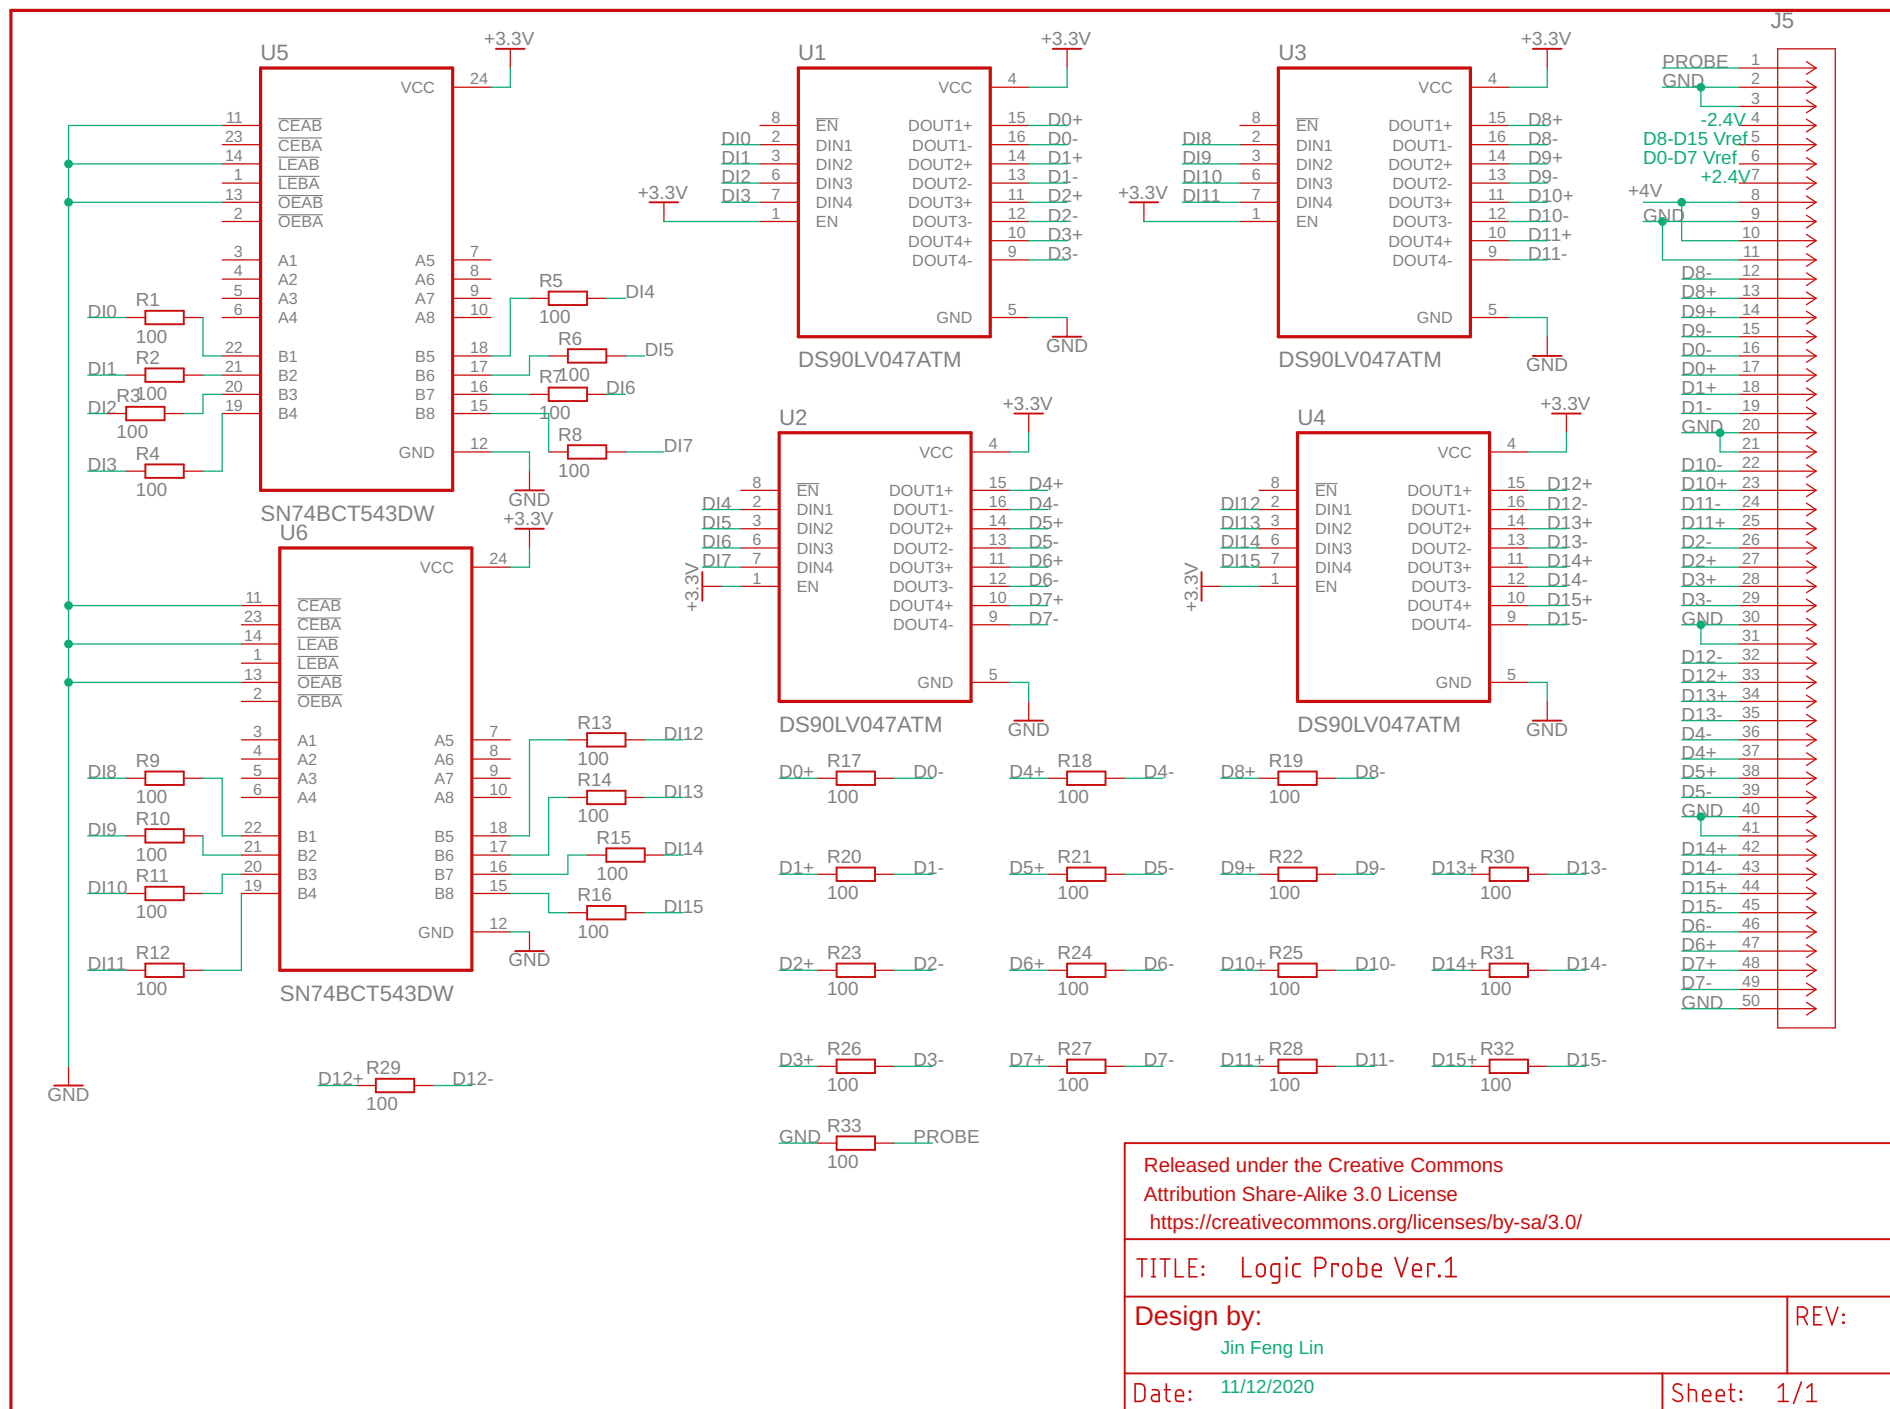 U5
+3.3V
VCC 24
11 CEAB
23 CEBA
14 LEAB
1 LEBA
13 OEAB
2 OEBA
3 A1 A5 7
4 A2 A6 8
5 A3 A7 9
6 A4 A8 10
22 B1 B5 18
21 B2 B6 17
20 B3 B7 16
19 B4 B8 15
GND 12
GND
SN74BCT543DW
DI0 R1 100
DI1 R2 100
DI2 R3 100
DI3 R4 100
R5 100 DI4
R6 100 DI5
R7 100 DI6
R8 100 DI7
U6
+3.3V
VCC 24
11 CEAB
23 CEBA
14 LEAB
1 LEBA
13 OEAB
2 OEBA
3 A1 A5 7
4 A2 A6 8
5 A3 A7 9
6 A4 A8 10
22 B1 B5 18
21 B2 B6 17
20 B3 B7 16
19 B4 B8 15
GND 12
GND
SN74BCT543DW
DI8 R9 100
DI9 R10 100
DI10 R11 100
DI11 R12 100
R13 100 DI12
R14 100 DI13
R15 100 DI14
R16 100 DI15
GND
U1
+3.3V
VCC 4
8 EN DOUT1+ 15 D0+
DI0 2 DIN1 DOUT1- 16 D0-
DI1 3 DIN2 DOUT2+ 14 D1+
DI2 6 DIN3 DOUT2- 13 D1-
DI3 7 DIN4 DOUT3+ 11 D2+
+3.3V 1 EN DOUT3- 12 D2-
DOUT4+ 10 D3+
DOUT4- 9 D3-
GND 5
GND
DS90LV047ATM
U3
+3.3V
VCC 4
8 EN DOUT1+ 15 D8+
DI8 2 DIN1 DOUT1- 16 D8-
DI9 3 DIN2 DOUT2+ 14 D9+
DI10 6 DIN3 DOUT2- 13 D9-
DI11 7 DIN4 DOUT3+ 11 D10+
+3.3V 1 EN DOUT3- 12 D10-
DOUT4+ 10 D11+
DOUT4- 9 D11-
GND 5
GND
DS90LV047ATM
U2
+3.3V
VCC 4
8 EN DOUT1+ 15 D4+
DI4 2 DIN1 DOUT1- 16 D4-
DI5 3 DIN2 DOUT2+ 14 D5+
DI6 6 DIN3 DOUT2- 13 D5-
DI7 7 DIN4 DOUT3+ 11 D6+
+3.3V 1 EN DOUT3- 12 D6-
DOUT4+ 10 D7+
DOUT4- 9 D7-
GND 5
GND
DS90LV047ATM
U4
+3.3V
VCC 4
8 EN DOUT1+ 15 D12+
DI12 2 DIN1 DOUT1- 16 D12-
DI13 3 DIN2 DOUT2+ 14 D13+
DI14 6 DIN3 DOUT2- 13 D13-
DI15 7 DIN4 DOUT3+ 11 D14+
+3.3V 1 EN DOUT3- 12 D14-
DOUT4+ 10 D15+
DOUT4- 9 D15-
GND 5
GND
DS90LV047ATM
D0+ R17 100 D0-
D4+ R18 100 D4-
D8+ R19 100 D8-
D1+ R20 100 D1-
D5+ R21 100 D5-
D9+ R22 100 D9-
D13+ R30 100 D13-
D2+ R23 100 D2-
D6+ R24 100 D6-
D10+ R25 100 D10-
D14+ R31 100 D14-
D3+ R26 100 D3-
D7+ R27 100 D7-
D11+ R28 100 D11-
D15+ R32 100 D15-
D12+ R29 100 D12-
GND R33 100 PROBE
J5
PROBE 1
GND 2
3
-2.4V 4
D8-D15 Vref 5
D0-D7 Vref 6
+2.4V 7
+4V 8
GND 9
10
11
D8- 12
D8+ 13
D9+ 14
D9- 15
D0- 16
D0+ 17
D1+ 18
D1- 19
GND 20
21
D10- 22
D10+ 23
D11- 24
D11+ 25
D2- 26
D2+ 27
D3+ 28
D3- 29
GND 30
31
D12- 32
D12+ 33
D13+ 34
D13- 35
D4- 36
D4+ 37
D5+ 38
D5- 39
GND 40
41
D14+ 42
D14- 43
D15+ 44
D15- 45
D6- 46
D6+ 47
D7+ 48
D7- 49
GND 50
Released under the Creative Commons
Attribution Share-Alike 3.0 License
https://creativecommons.org/licenses/by-sa/3.0/
TITLE: Logic Probe Ver.1
Design by: REV:
Jin Feng Lin
Date: 11/12/2020 Sheet: 1/1